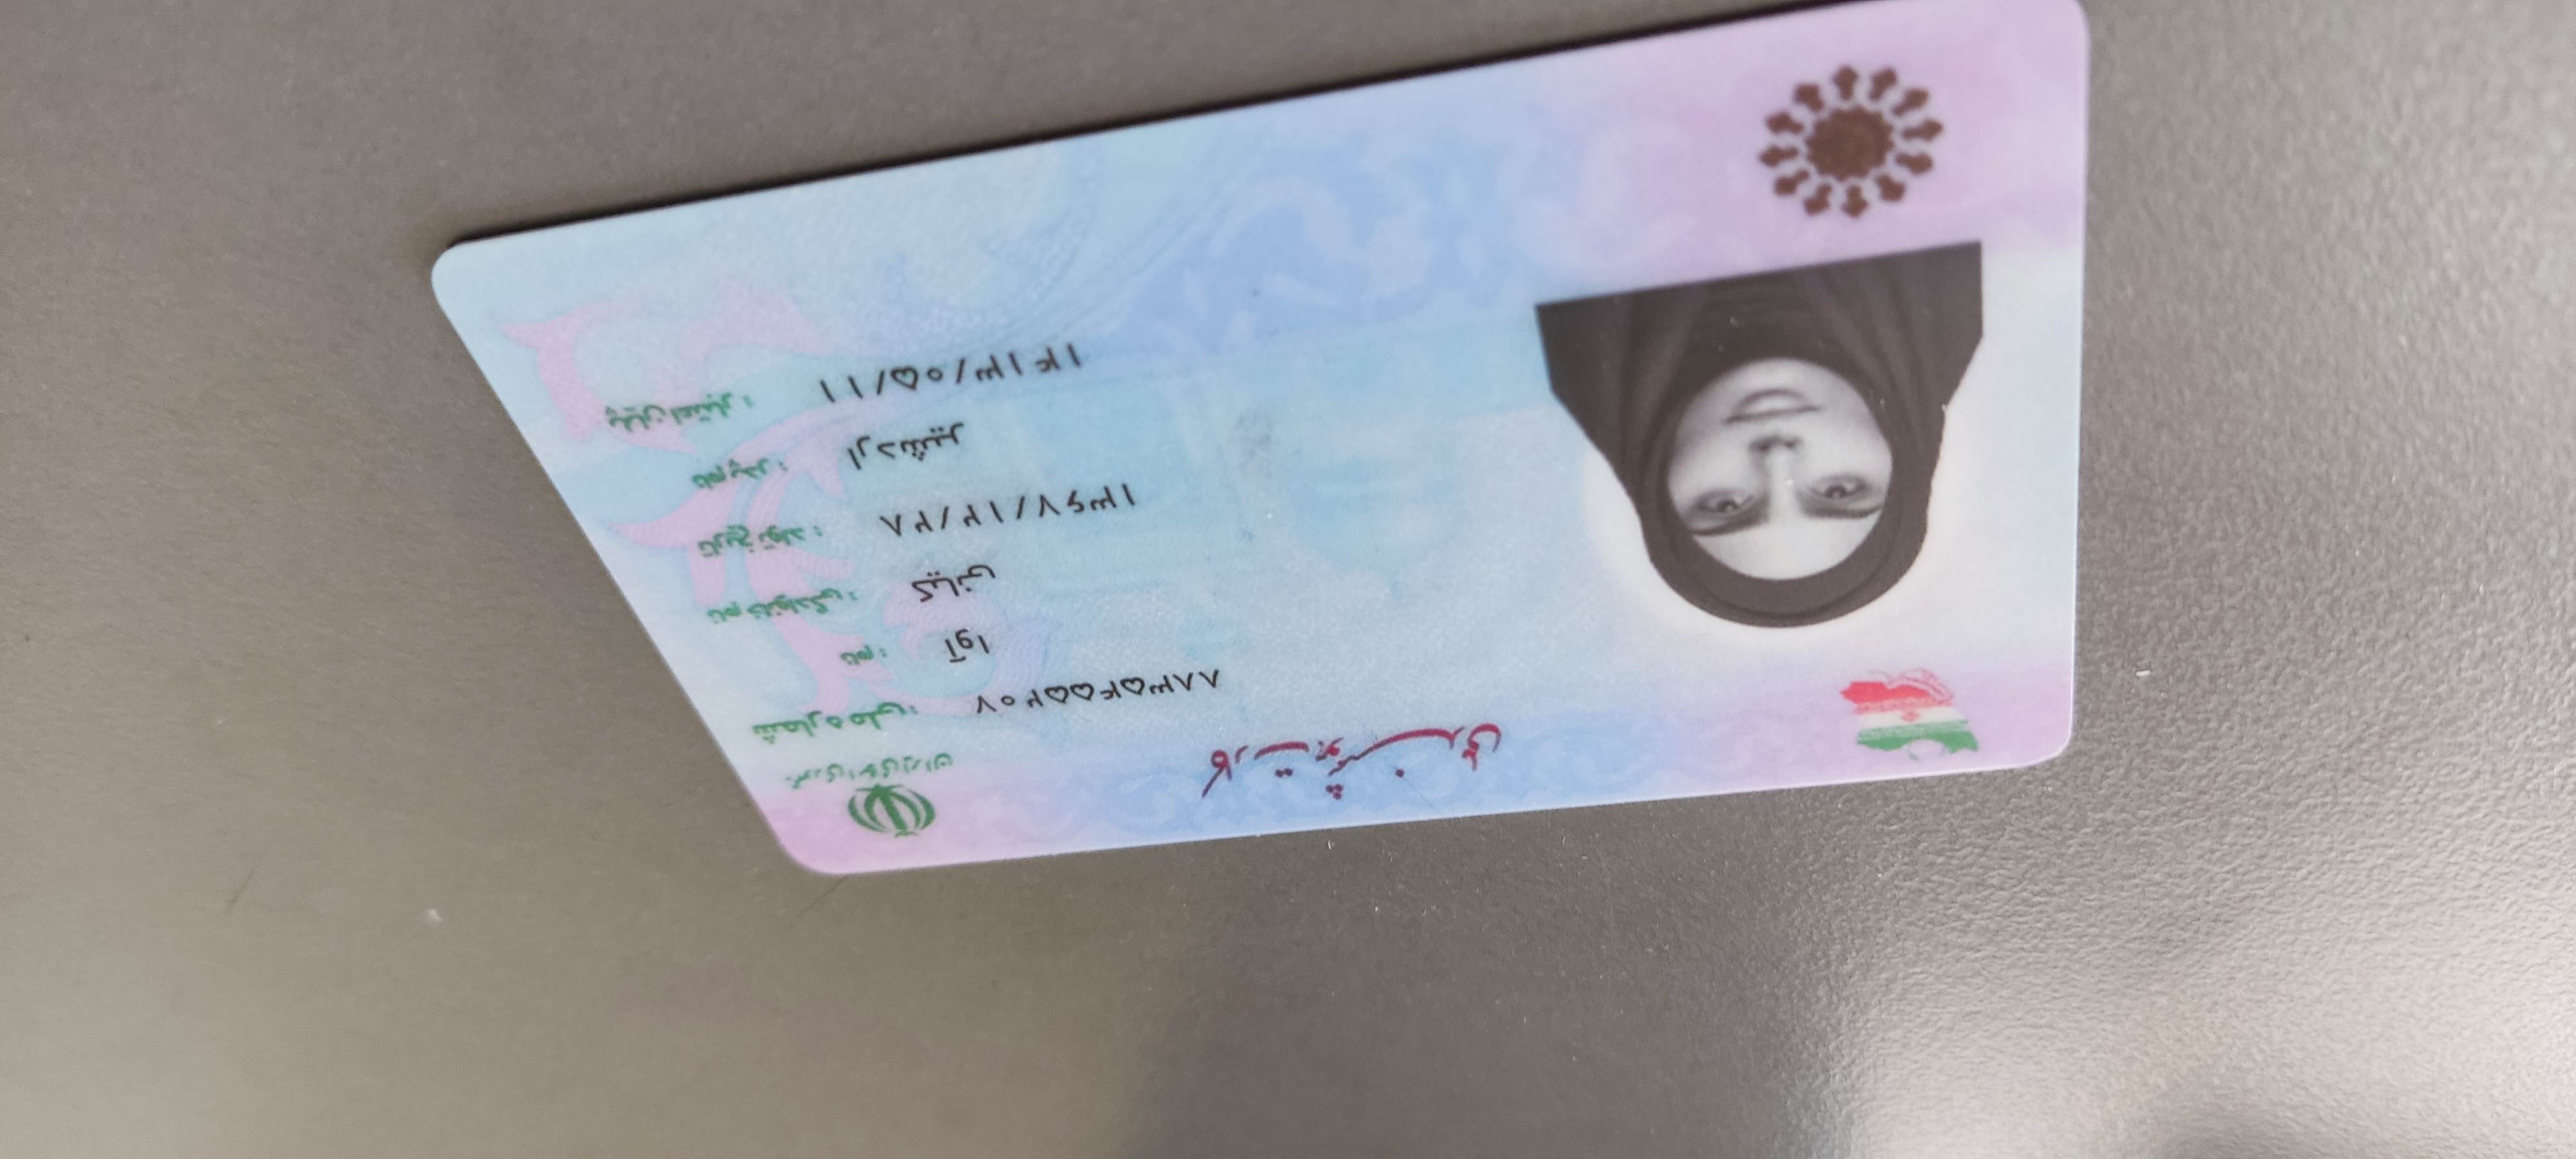 جمهوری اسلامی ایران
کارت هوشمند ملی
شماره ملی: ۸۸۳۵۴۵۵۲۰۷
نام: آوا
نام خانوادگی: کیانی
تاریخ تولد: ۱۳۶۷/۱۲/۲۸
نام پدر: اردشیر
پایان اعتبار: ۱۴۱۳/۰۵/۱۱